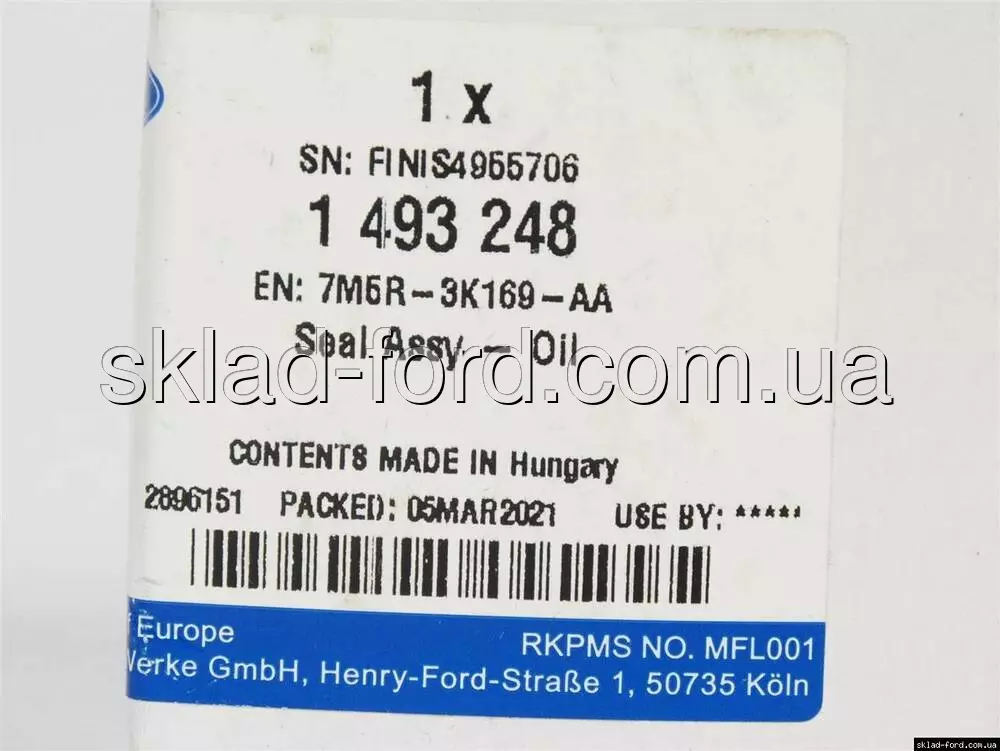 1 x
SN: FINIS4955706
1 493 248
EN: 7M5R-3K169-AA
Seal Assy - Oil
sklad-ford.com.ua
CONTENTS MADE IN Hungary
2896151 PACKED: 05MAR2021 USE BY: *****
f Europe
RKPMS NO. MFL001
Werke GmbH, Henry-Ford-Straße 1, 50735 Köln
sklad-ford.com.ua